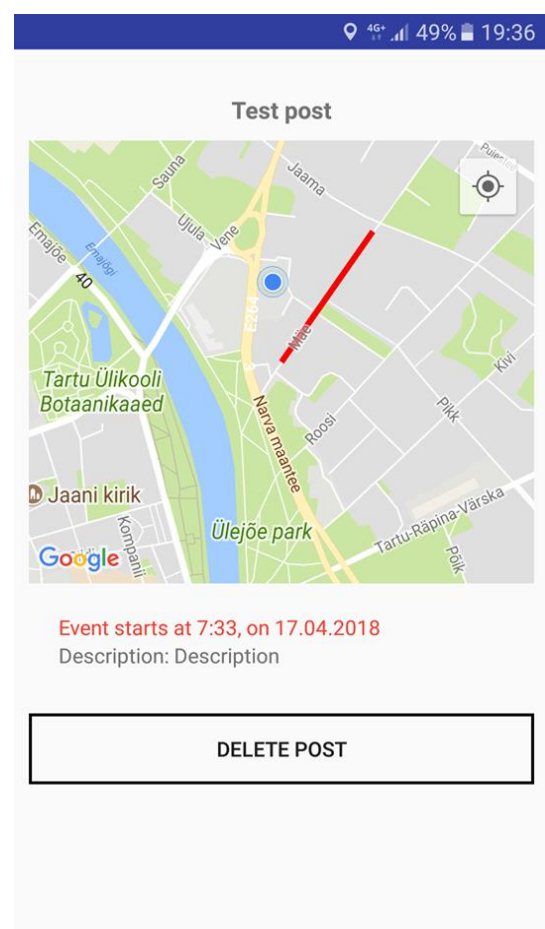 4G+ 49% 19:36
Test post
Puiestee
Sauna
Jaama
Ujula
Vene
Emajõe
Emajõgi
40
E264
Mäe
Kivi
Tartu Ülikooli
Botaanikaaed
Pikk
Narva maantee
Roosi
Jaani kirik
Tartu-Räpina-Värska
Kompanii
Ülejõe park
Google
Põik
Event starts at 7:33, on 17.04.2018
Description: Description
DELETE POST